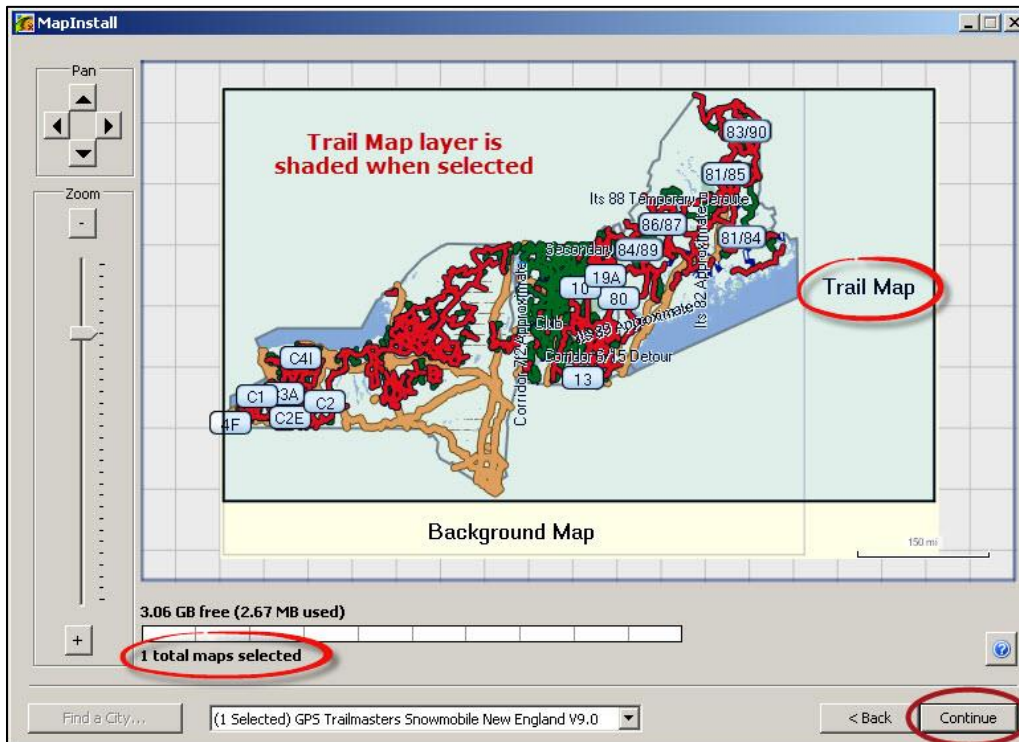 MapInstall
Pan
Zoom
-
+
Trail Map layer is
shaded when selected
83/90
81/85
Its 88 Temporary Reroute
86/87
81/84
Secondary
84/89
19A
10
80
Its 82 Approximate
Trail Map
Club
Its 89 Approximate
Corridor 7/2 Approximate
Corridor 5/15 Detour
13
C4I
C1
C3A
C2
C2E
4F
Background Map
150 mi
3.06 GB free (2.67 MB used)
1 total maps selected
Find a City...
(1 Selected) GPS Trailmasters Snowmobile New England V9.0
< Back
Continue